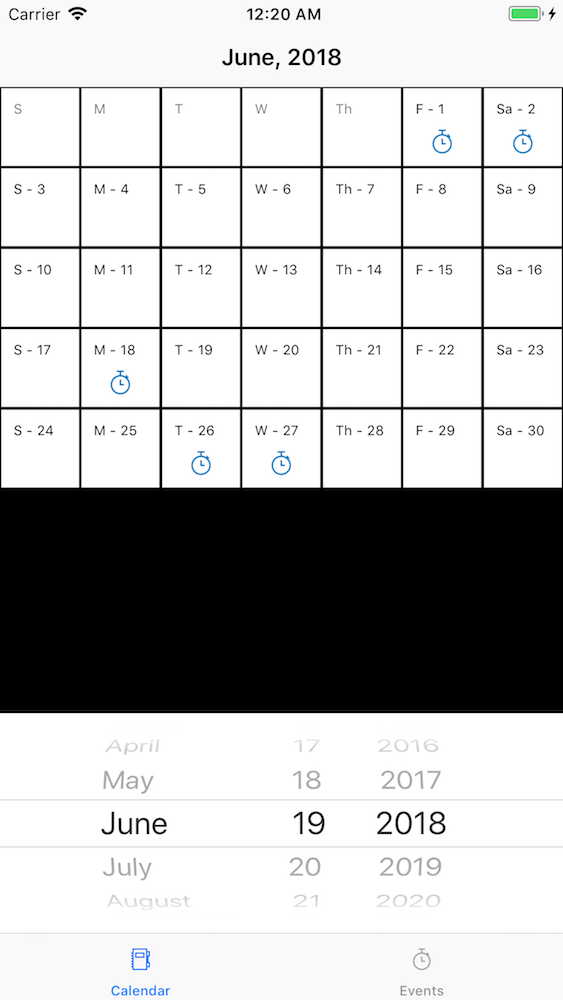 Carrier 12:20 AM
June, 2018
S M T W Th F - 1 Sa - 2
S - 3 M - 4 T - 5 W - 6 Th - 7 F - 8 Sa - 9
S - 10 M - 11 T - 12 W - 13 Th - 14 F - 15 Sa - 16
S - 17 M - 18 T - 19 W - 20 Th - 21 F - 22 Sa - 23
S - 24 M - 25 T - 26 W - 27 Th - 28 F - 29 Sa - 30
April 17 2016
May 18 2017
June 19 2018
July 20 2019
August 21 2020
Calendar Events